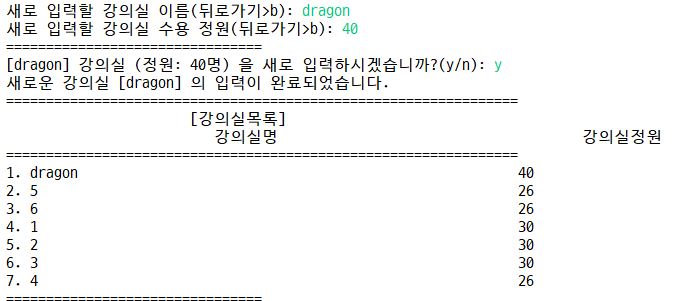 새로 입력할 강의실 이름(뒤로가기>b): dragon
새로 입력할 강의실 수용 정원(뒤로가기>b): 40
================================
[dragon] 강의실 (정원: 40명) 을 새로 입력하시겠습니까?(y/n): y
새로운 강의실 [dragon] 의 입력이 완료되었습니다.
================================================================
[강의실목록]
강의실명 강의실정원
================================================================
1. dragon 40
2. 5 26
3. 6 26
4. 1 30
5. 2 30
6. 3 30
7. 4 26
================================